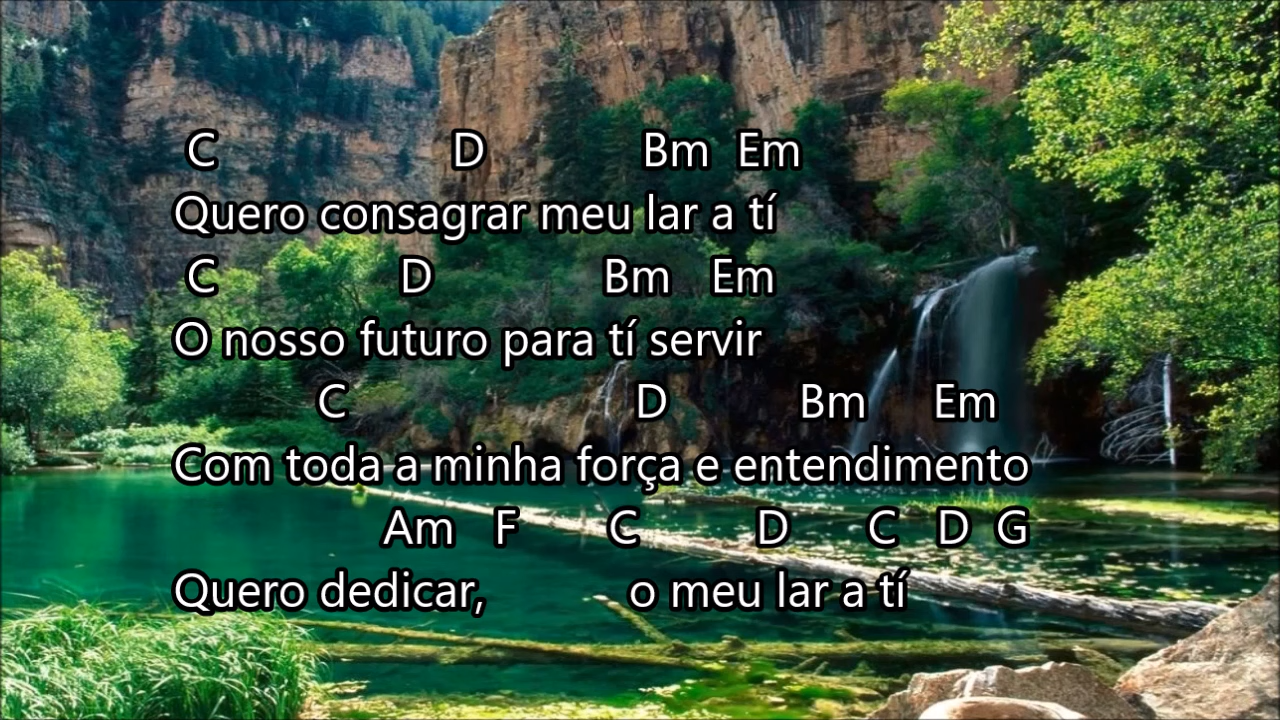 C D Bm Em
Quero consagrar meu lar a tí
C D Bm Em
O nosso futuro para tí servir
C D Bm Em
Com toda a minha força e entendimento
Am F C D C D G
Quero dedicar, o meu lar a tí